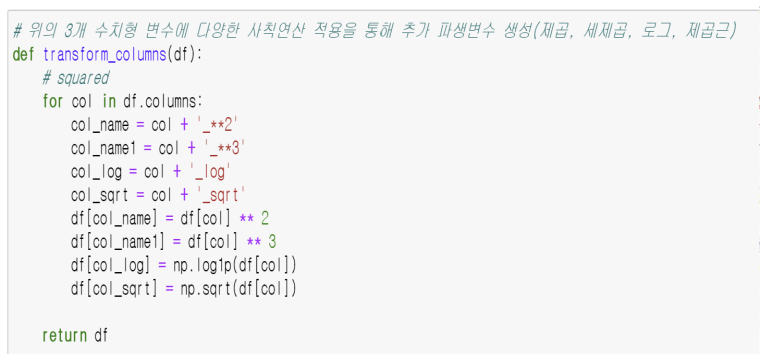 # 위의 3개 수치형 변수에 다양한 사칙연산 적용을 통해 추가 파생변수 생성(제곱, 세제곱, 로그, 제곱근)
def transform_columns(df):
    # squared
    for col in df.columns:
        col_name = col + '_**2'
        col_name1 = col + '_**3'
        col_log = col + '_log'
        col_sqrt = col + '_sqrt'
        df[col_name] = df[col] ** 2
        df[col_name1] = df[col] ** 3
        df[col_log] = np.log1p(df[col])
        df[col_sqrt] = np.sqrt(df[col])

    return df